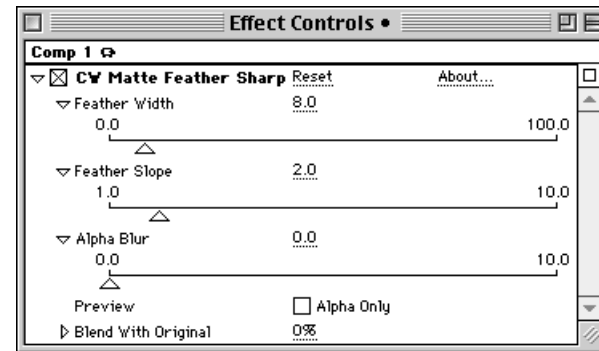 Effect Controls •
Comp 1
C∀ Matte Feather Sharp Reset About...
Feather Width 8.0
0.0 100.0
Feather Slope 2.0
1.0 10.0
Alpha Blur 0.0
0.0 10.0
Preview Alpha Only
Blend With Original 0%